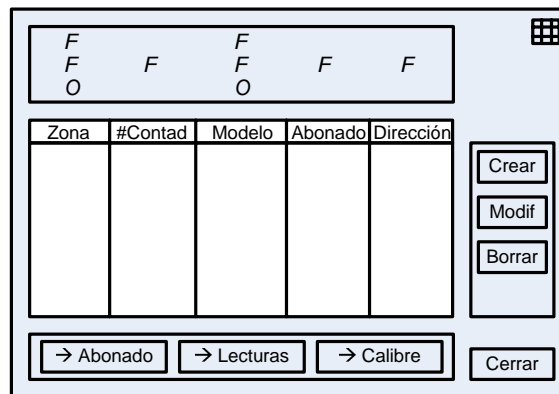 F F
F F F F F
O O
Zona #Contad Modelo Abonado Dirección
Crear
Modif
Borrar
→ Abonado → Lecturas → Calibre
Cerrar